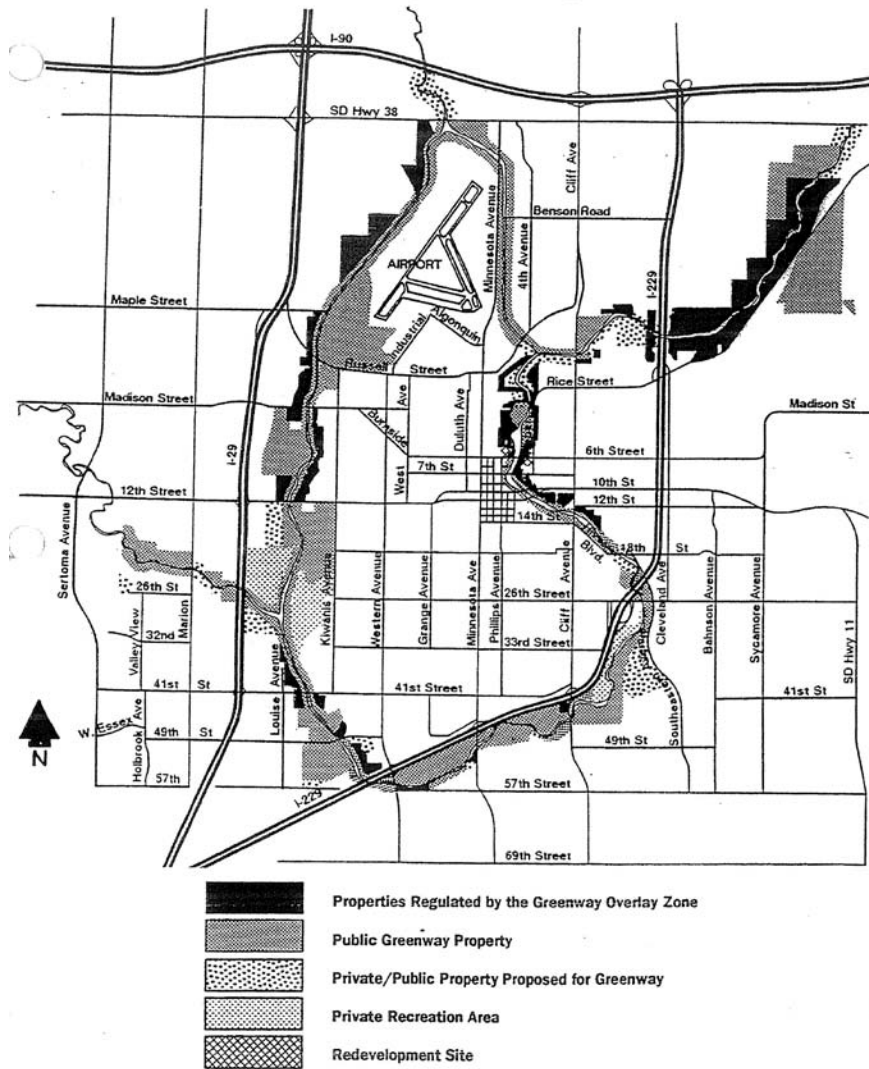 I-90
SD Hwy 38
Cliff Ave
Benson Road
Minnesota Avenue
4th Avenue
AIRPORT
I-229
Maple Street
Industrial
Algonquin
Russell
Street
Rice Street
Madison Street
Madison St
Ave
Duluth Ave
Burnside
I-29
6th Street
7th St
West
10th St
12th Street
12th St
14th St
Sertoma Avenue
Blvd.
18th St
26th St
26th Street
Marion
Valley View
32nd
Kiwanis Avenue
Western Avenue
Grange Avenue
Minnesota Ave
Phillips Avenue
Cliff Avenue
33rd Street
Cleveland Ave
Bahnson Avenue
Sycamore Avenue
SD Hwy 11
Louise Avenue
41st St
41st Street
41st St
W. Essex
Holbrook Ave
49th St
49th St
Southeastern
N
57th
57th Street
I-229
69th Street
Properties Regulated by the Greenway Overlay Zone
Public Greenway Property
Private/Public Property Proposed for Greenway
Private Recreation Area
Redevelopment Site